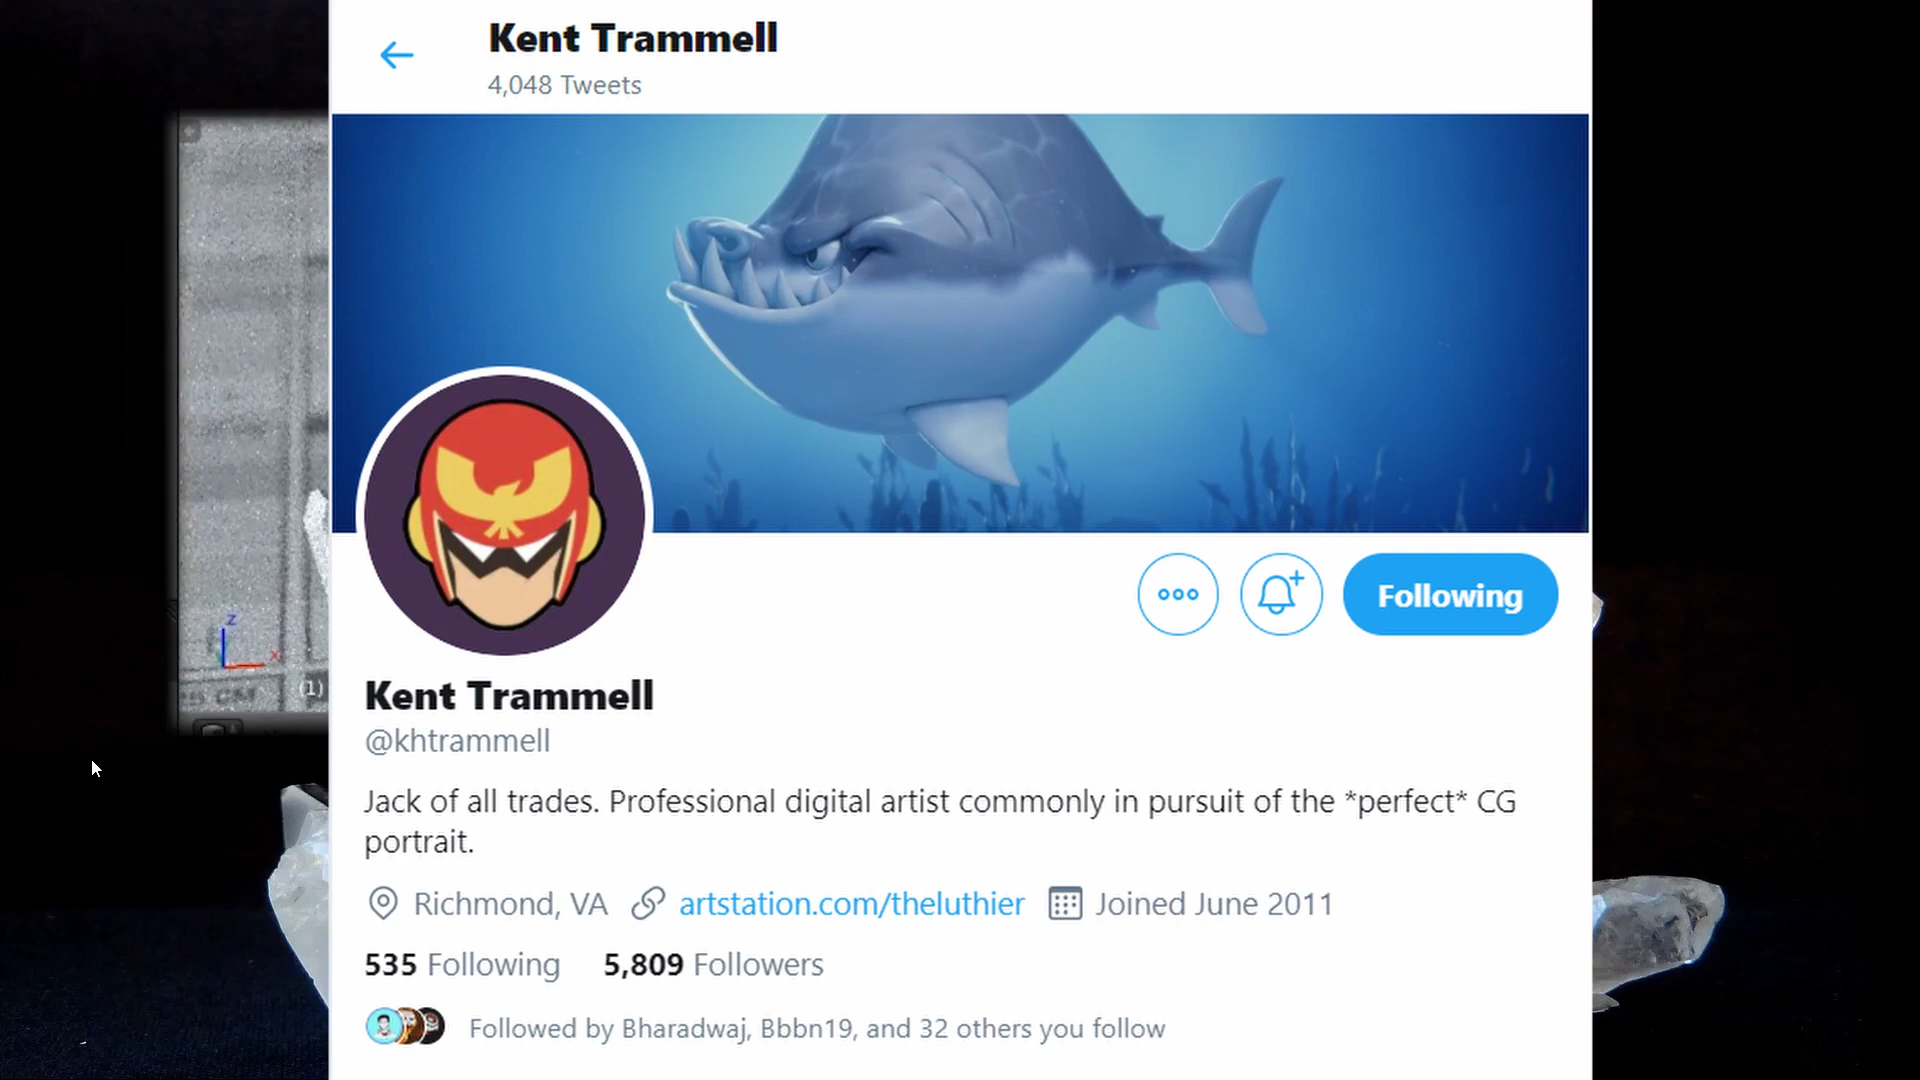 Kent Trammell
4,048 Tweets
Following
Kent Trammell
@khtrammell
Jack of all trades. Professional digital artist commonly in pursuit of the *perfect* CG
portrait.
Richmond, VA artstation.com/theluthier Joined June 2011
535 Following 5,809 Followers
Followed by Bharadwaj, Bbbn19, and 32 others you follow
Z
X
CM
(1)